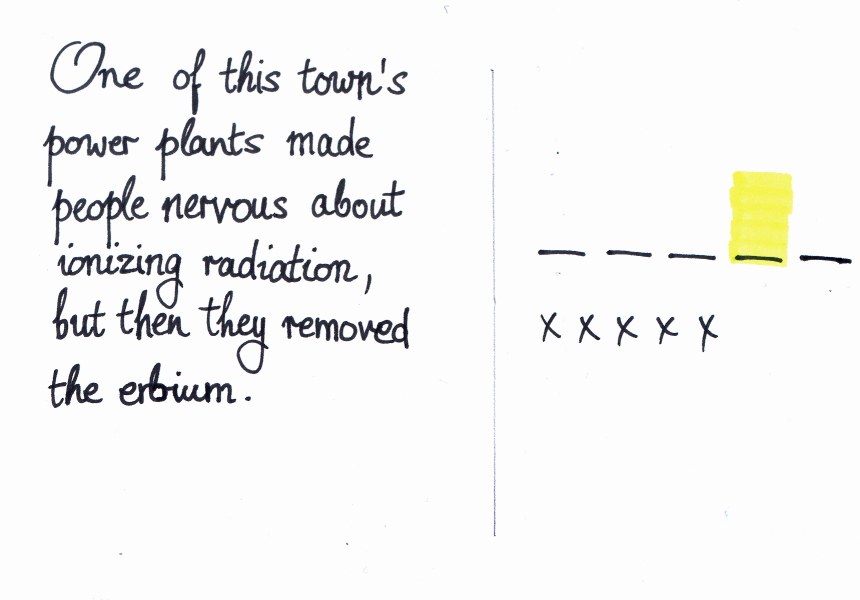 One of this town's
power plants made
people nervous about
ionizing radiation,
but then they removed
the erbium.
_ _ _ _ _
x x x x x